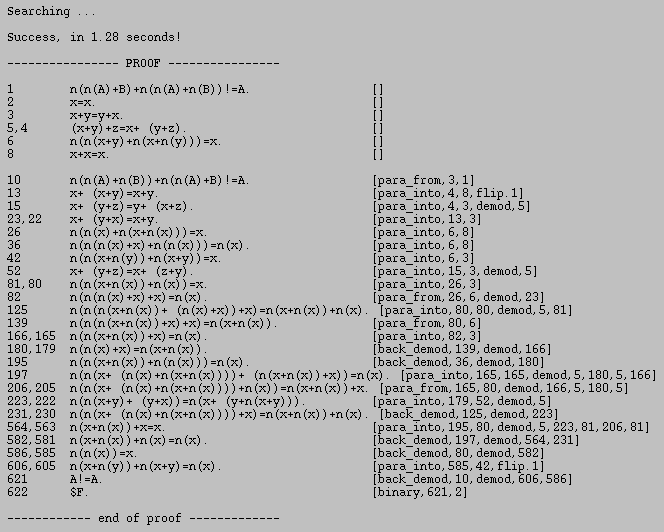 Searching ...
Success, in 1.28 seconds!
---------------- PROOF ----------------
1 n(n(A)+B)+n(n(A)+n(B))!=A. []
2 x=x. []
3 x+y=y+x. []
5,4 (x+y)+z=x+ (y+z). []
6 n(n(x+y)+n(x+n(y)))=x. []
8 x+x=x. []
10 n(n(A)+n(B))+n(n(A)+B)!=A. [para_from,3,1]
13 x+ (x+y)=x+y. [para_into,4,8,flip.1]
15 x+ (y+z)=y+ (x+z). [para_into,4,3,demod,5]
23,22 x+ (y+x)=x+y. [para_into,13,3]
26 n(n(x)+n(x+n(x)))=x. [para_into,6,8]
36 n(n(n(x)+x)+n(n(x)))=n(x). [para_into,6,8]
42 n(n(x+n(y))+n(x+y))=x. [para_into,6,3]
52 x+ (y+z)=x+ (z+y). [para_into,15,3,demod,5]
81,80 n(n(x+n(x))+n(x))=x. [para_into,26,3]
82 n(n(x+n(x)+x)+x)=n(x). [para_from,26,6,demod,23]
125 n(n(n(x+n(x))+ (n(x)+x))+x)=n(x+n(x))+n(x). [para_into,80,80,demod,5,81]
139 n(n(n(x+n(x))+x)+x)=n(x+n(x)). [para_from,80,6]
166,165 n(n(x+n(x))+x)=n(x). [para_into,82,3]
180,179 n(n(x)+x)=n(x+n(x)). [back_demod,139,demod,166]
195 n(n(x+n(x))+n(n(x)))=n(x). [back_demod,36,demod,180]
197 n(n(x+ (n(x)+n(x+n(x))))+ (n(x+n(x))+x))=n(x). [para_into,165,165,demod,5,180,5,166]
206,205 n(n(x+ (n(x)+n(x+n(x))))+x)=n(x+n(x))+x. [para_from,165,80,demod,166,5,180,5]
223,222 n(n(x+y)+ (y+x))=n(x+ (y+n(x+y))). [para_into,179,52,demod,5]
231,230 n(n(x+ (n(x)+n(x+n(x))))+x)=n(x+n(x))+n(x). [back_demod,125,demod,223]
564,563 n(x+n(x))+x=x. [para_into,195,80,demod,5,223,81,206,81]
582,581 n(x+n(x))+n(x)=n(x). [back_demod,197,demod,564,231]
586,585 n(n(x))=x. [back_demod,80,demod,582]
606,605 n(x+n(y))+n(x+y)=n(x). [para_into,585,42,flip.1]
621 A!=A. [back_demod,10,demod,606,586]
622 $F. [binary,621,2]
------------ end of proof -------------